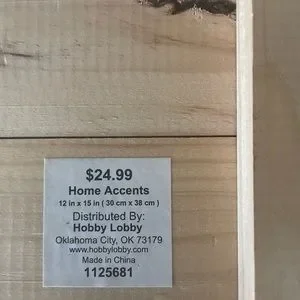 $24.99
Home Accents
12 in x 15 in ( 30 cm x 38 cm )
Distributed By:
Hobby Lobby
Oklahoma City, OK 73179
www.hobbylobby.com
Made in China
1125681